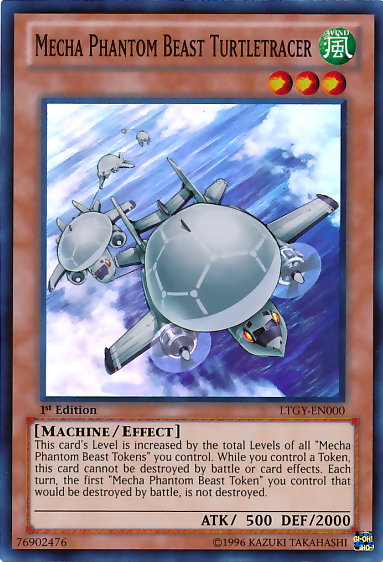 MECHA PHANTOM BEAST TURTLETRACER
WIND
風
1st Edition
LTGY-EN000
[MACHINE/EFFECT]
This card's Level is increased by the total Levels of all "Mecha
Phantom Beast Tokens" you control. While you control a Token,
this card cannot be destroyed by battle or card effects. Each
turn, the first "Mecha Phantom Beast Token" you control that
would be destroyed by battle, is not destroyed.
ATK/ 500 DEF/2000
76902476
©1996 KAZUKI TAKAHASHI